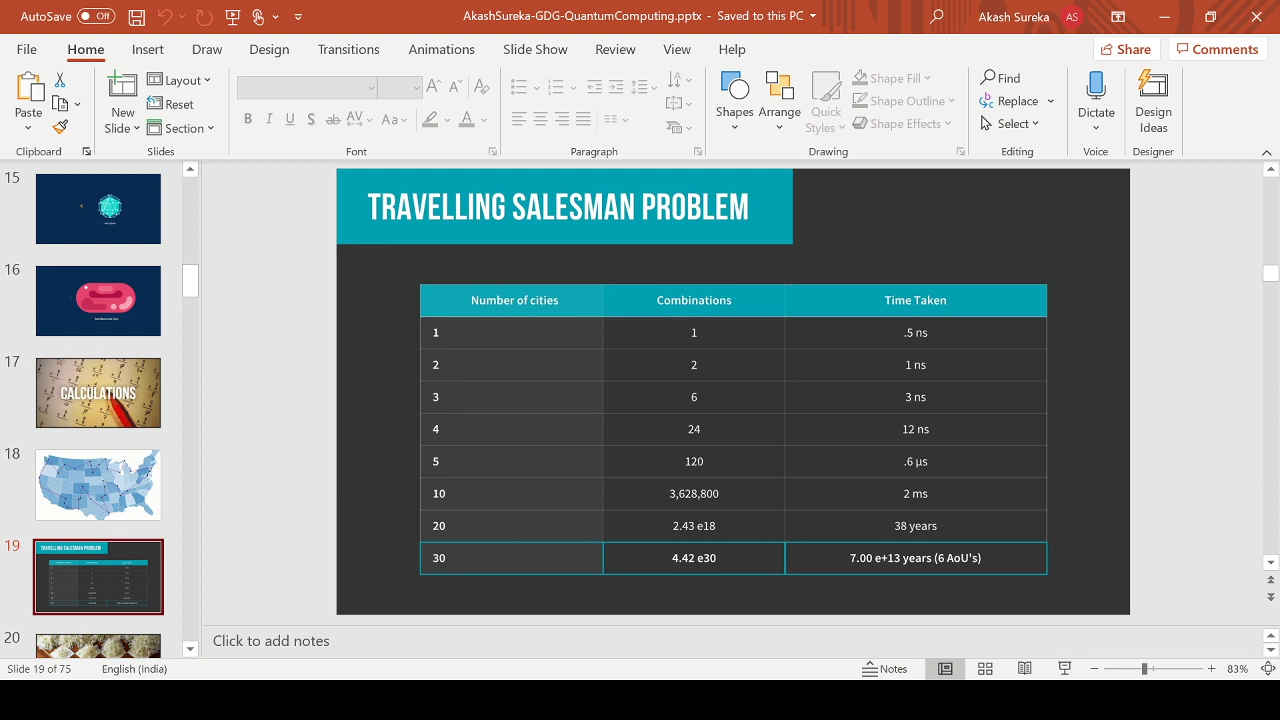 AutoSave Off AkashSureka-GDG-QuantumComputing.pptx - Saved to this PC Akash Sureka AS
File Home Insert Draw Design Transitions Animations Slide Show Review View Help Share Comments
Paste
Clipboard
New Slide
Layout
Reset
Section
Slides
B I U S ab AV Aa A
Font
Paragraph
Shapes
Arrange
Quick Styles
Shape Fill
Shape Outline
Shape Effects
Drawing
Find
Replace
Select
Editing
Dictate
Voice
Design Ideas
Designer
15
16
17
CALCULATIONS
18
19
TRAVELLING SALESMAN PROBLEM
20
TRAVELLING SALESMAN PROBLEM
Number of cities Combinations Time Taken
1 1 .5 ns
2 2 1 ns
3 6 3 ns
4 24 12 ns
5 120 .6 µs
10 3,628,800 2 ms
20 2.43 e18 38 years
30 4.42 e30 7.00 e+13 years (6 AoU's)
Click to add notes
Slide 19 of 75 English (India) Notes 83%